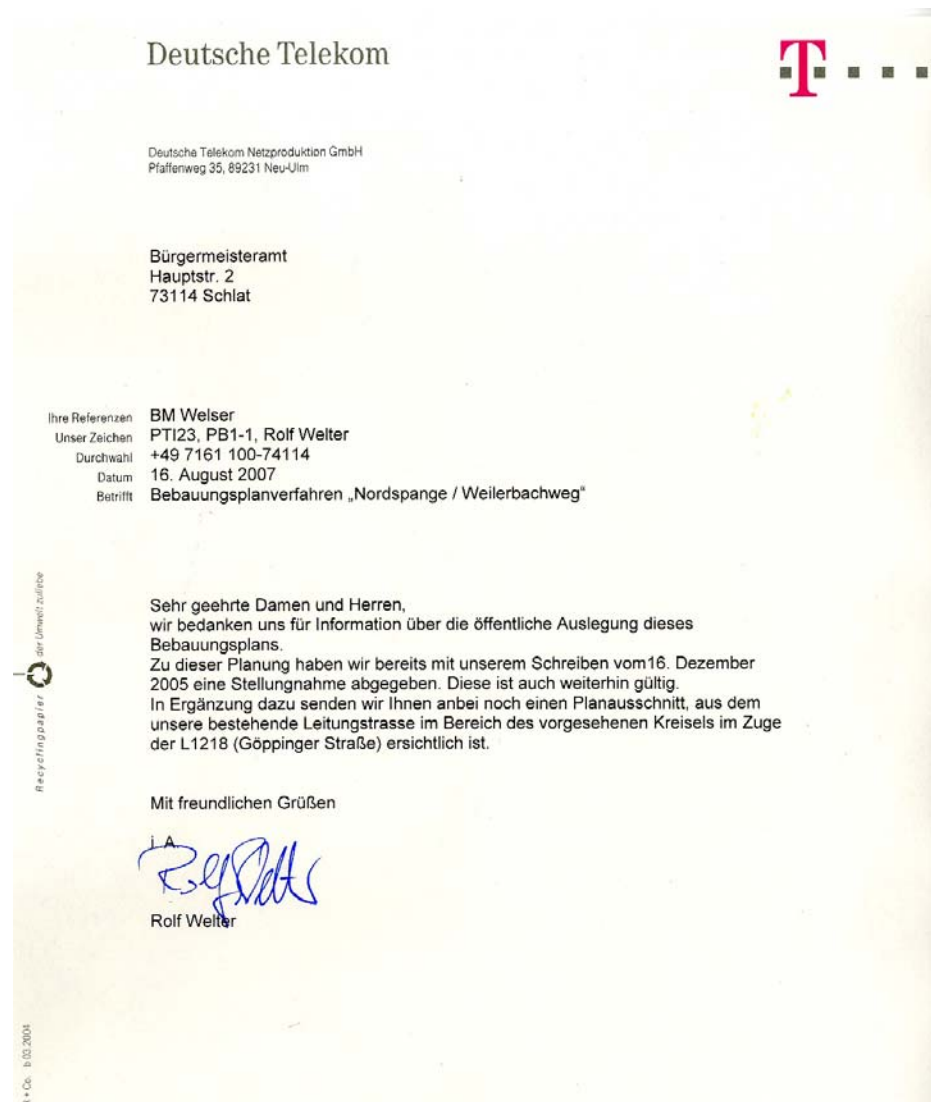 Deutsche Telekom
T
Deutsche Telekom Netzproduktion GmbH
Pfaffenweg 35, 89231 Neu-Ulm
Bürgermeisteramt
Hauptstr. 2
73114 Schlat
Ihre Referenzen BM Welser
Unser Zeichen PTI23, PB1-1, Rolf Welter
Durchwahl +49 7161 100-74114
Datum 16. August 2007
Betrifft Bebauungsplanverfahren „Nordspange / Weilerbachweg“
Sehr geehrte Damen und Herren,
wir bedanken uns für Information über die öffentliche Auslegung dieses
Bebauungsplans.
Zu dieser Planung haben wir bereits mit unserem Schreiben vom16. Dezember
2005 eine Stellungnahme abgegeben. Diese ist auch weiterhin gültig.
In Ergänzung dazu senden wir Ihnen anbei noch einen Planausschnitt, aus dem
unsere bestehende Leitungstrasse im Bereich des vorgesehenen Kreisels im Zuge
der L1218 (Göppinger Straße) ersichtlich ist.
Mit freundlichen Grüßen
i.A.
Rolf Welter
Rolf Welter
Recyclingpapier der Umwelt zuliebe
+ Co. b 03.2004